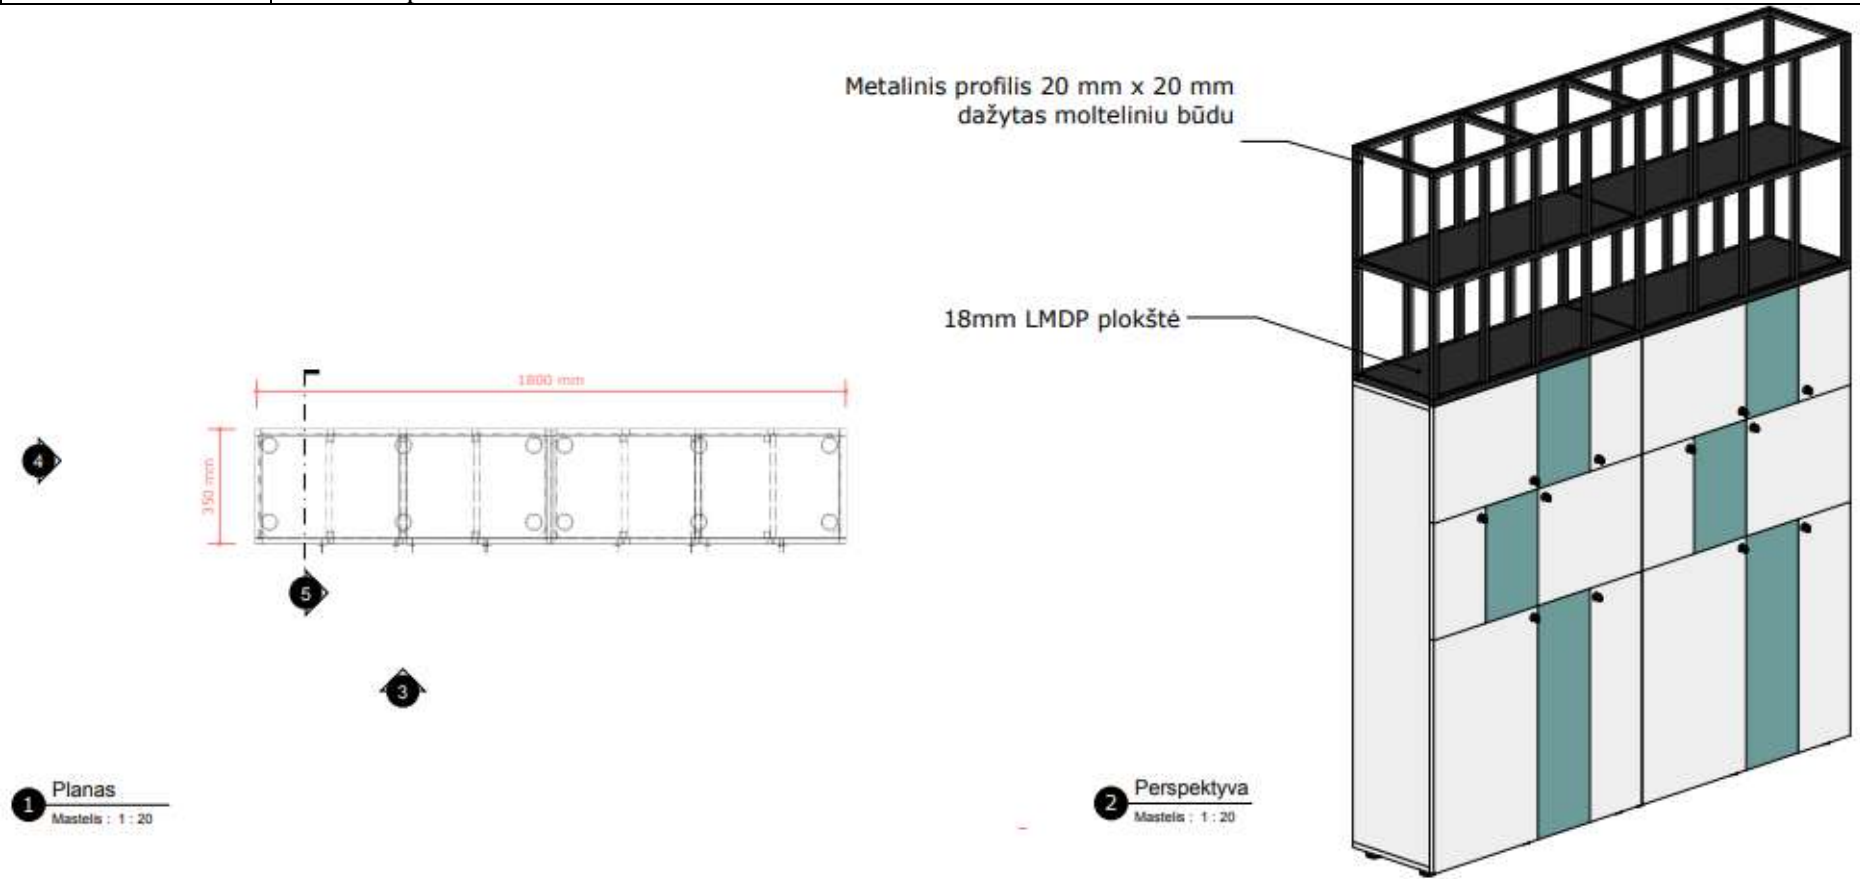 Metalinis profilis 20 mm x 20 mm
dažytas molteliniu būdu
18mm LMDP plokštė
1800 mm
350 mm
4
5
3
1 Planas
Mastelis : 1 : 20
2 Perspektyva
Mastelis : 1 : 20